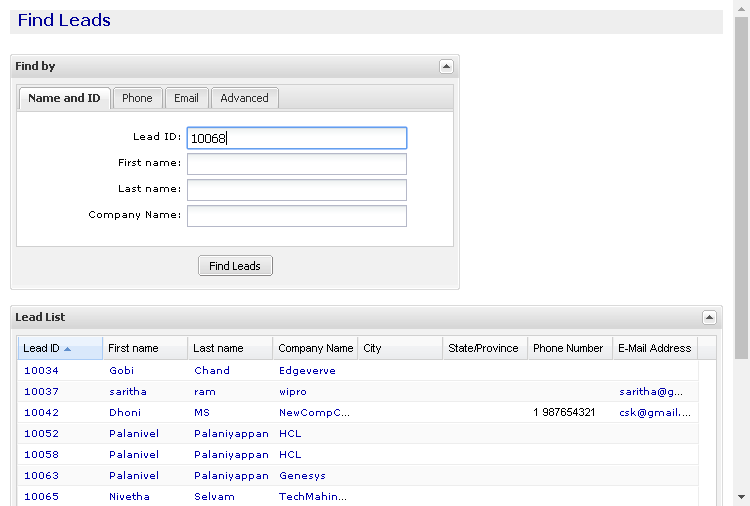 Find Leads
Find by
Name and ID Phone Email Advanced
Lead ID: 10068
First name:
Last name:
Company Name:
Find Leads
Lead List
Lead ID First name Last name Company Name City State/Province Phone Number E-Mail Address
10034 Gobi Chand Edgeverve
10037 saritha ram wipro saritha@g...
10042 Dhoni MS NewCompC... 1 987654321 csk@gmail....
10052 Palanivel Palaniyappan HCL
10058 Palanivel Palaniyappan HCL
10063 Palanivel Palaniyappan Genesys
10065 Nivetha Selvam TechMahin...